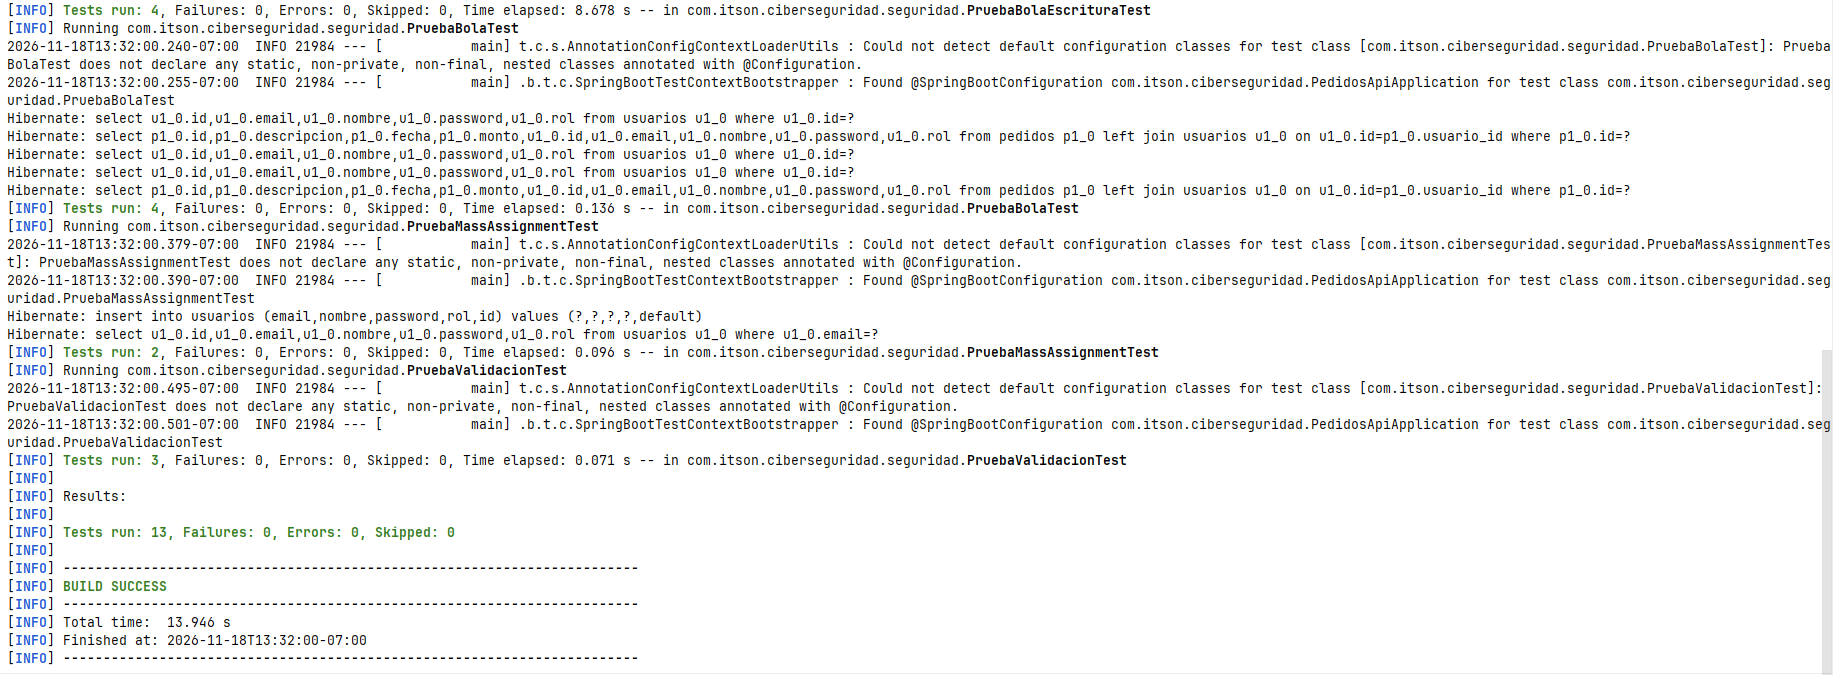 [INFO] Tests run: 4, Failures: 0, Errors: 0, Skipped: 0, Time elapsed: 8.678 s -- in com.itson.ciberseguridad.seguridad.PruebaBolaEscrituraTest
[INFO] Running com.itson.ciberseguridad.seguridad.PruebaBolaTest
2026-11-18T13:32:00.240-07:00  INFO 21984 --- [           main] t.c.s.AnnotationConfigContextLoaderUtils : Could not detect default configuration classes for test class [com.itson.ciberseguridad.seguridad.PruebaBolaTest]: Prueba
BolaTest does not declare any static, non-private, non-final, nested classes annotated with @Configuration.
2026-11-18T13:32:00.255-07:00  INFO 21984 --- [           main] .b.t.c.SpringBootTestContextBootstrapper : Found @SpringBootConfiguration com.itson.ciberseguridad.PedidosApiApplication for test class com.itson.ciberseguridad.seg
uridad.PruebaBolaTest
Hibernate: select u1_0.id,u1_0.email,u1_0.nombre,u1_0.password,u1_0.rol from usuarios u1_0 where u1_0.id=?
Hibernate: select p1_0.id,p1_0.descripcion,p1_0.fecha,p1_0.monto,u1_0.id,u1_0.email,u1_0.nombre,u1_0.password,u1_0.rol from pedidos p1_0 left join usuarios u1_0 on u1_0.id=p1_0.usuario_id where p1_0.id=?
Hibernate: select u1_0.id,u1_0.email,u1_0.nombre,u1_0.password,u1_0.rol from usuarios u1_0 where u1_0.id=?
Hibernate: select u1_0.id,u1_0.email,u1_0.nombre,u1_0.password,u1_0.rol from usuarios u1_0 where u1_0.id=?
Hibernate: select p1_0.id,p1_0.descripcion,p1_0.fecha,p1_0.monto,u1_0.id,u1_0.email,u1_0.nombre,u1_0.password,u1_0.rol from pedidos p1_0 left join usuarios u1_0 on u1_0.id=p1_0.usuario_id where p1_0.id=?
[INFO] Tests run: 4, Failures: 0, Errors: 0, Skipped: 0, Time elapsed: 0.136 s -- in com.itson.ciberseguridad.seguridad.PruebaBolaTest
[INFO] Running com.itson.ciberseguridad.seguridad.PruebaMassAssignmentTest
2026-11-18T13:32:00.379-07:00  INFO 21984 --- [           main] t.c.s.AnnotationConfigContextLoaderUtils : Could not detect default configuration classes for test class [com.itson.ciberseguridad.seguridad.PruebaMassAssignmentTes
t]: PruebaMassAssignmentTest does not declare any static, non-private, non-final, nested classes annotated with @Configuration.
2026-11-18T13:32:00.390-07:00  INFO 21984 --- [           main] .b.t.c.SpringBootTestContextBootstrapper : Found @SpringBootConfiguration com.itson.ciberseguridad.PedidosApiApplication for test class com.itson.ciberseguridad.seg
uridad.PruebaMassAssignmentTest
Hibernate: insert into usuarios (email,nombre,password,rol,id) values (?,?,?,?,default)
Hibernate: select u1_0.id,u1_0.email,u1_0.nombre,u1_0.password,u1_0.rol from usuarios u1_0 where u1_0.email=?
[INFO] Tests run: 2, Failures: 0, Errors: 0, Skipped: 0, Time elapsed: 0.096 s -- in com.itson.ciberseguridad.seguridad.PruebaMassAssignmentTest
[INFO] Running com.itson.ciberseguridad.seguridad.PruebaValidacionTest
2026-11-18T13:32:00.495-07:00  INFO 21984 --- [           main] t.c.s.AnnotationConfigContextLoaderUtils : Could not detect default configuration classes for test class [com.itson.ciberseguridad.seguridad.PruebaValidacionTest]:
PruebaValidacionTest does not declare any static, non-private, non-final, nested classes annotated with @Configuration.
2026-11-18T13:32:00.501-07:00  INFO 21984 --- [           main] .b.t.c.SpringBootTestContextBootstrapper : Found @SpringBootConfiguration com.itson.ciberseguridad.PedidosApiApplication for test class com.itson.ciberseguridad.seg
uridad.PruebaValidacionTest
[INFO] Tests run: 3, Failures: 0, Errors: 0, Skipped: 0, Time elapsed: 0.071 s -- in com.itson.ciberseguridad.seguridad.PruebaValidacionTest
[INFO]
[INFO] Results:
[INFO]
[INFO] Tests run: 13, Failures: 0, Errors: 0, Skipped: 0
[INFO]
[INFO] ------------------------------------------------------------------------
[INFO] BUILD SUCCESS
[INFO] ------------------------------------------------------------------------
[INFO] Total time:  13.946 s
[INFO] Finished at: 2026-11-18T13:32:00-07:00
[INFO] ------------------------------------------------------------------------